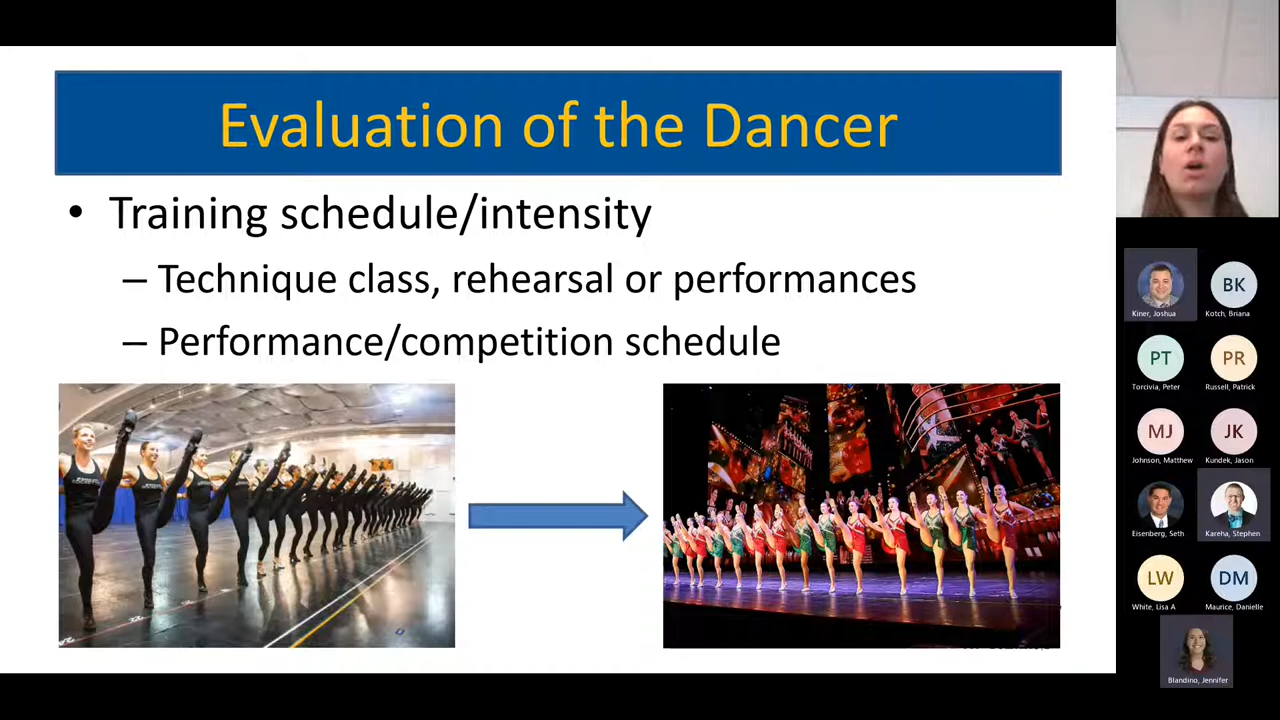 Evaluation of the Dancer
• Training schedule/intensity
– Technique class, rehearsal or performances
– Performance/competition schedule
Kiner, Joshua
BK
Kotch, Briana
PT
Torcivia, Peter
PR
Russell, Patrick
MJ
Johnson, Matthew
JK
Kundek, Jason
Eisenberg, Seth
Kareha, Stephen
LW
White, Lisa A
DM
Maurice, Danielle
Blandino, Jennifer